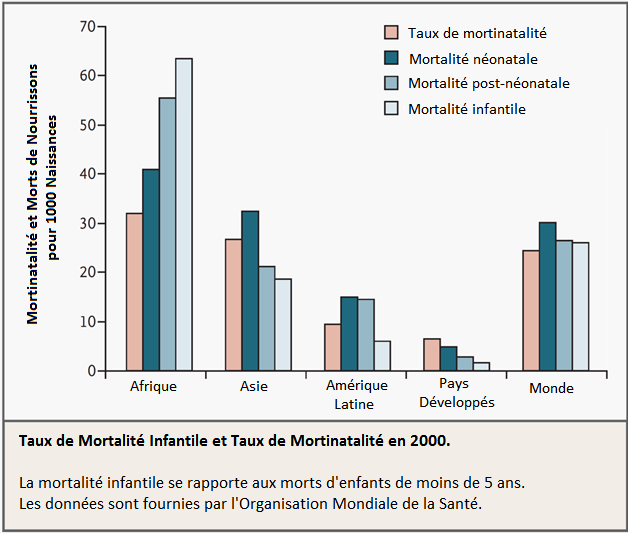 Mortinatalité et Morts de Nourrissons
pour 1000 Naissances
70
60
50
40
30
20
10
0
Taux de mortinatalité
Mortalité néonatale
Mortalité post-néonatale
Mortalité infantile
Afrique
Asie
Amérique
Latine
Pays
Développés
Monde
Taux de Mortalité Infantile et Taux de Mortinatalité en 2000.
La mortalité infantile se rapporte aux morts d'enfants de moins de 5 ans.
Les données sont fournies par l'Organisation Mondiale de la Santé.